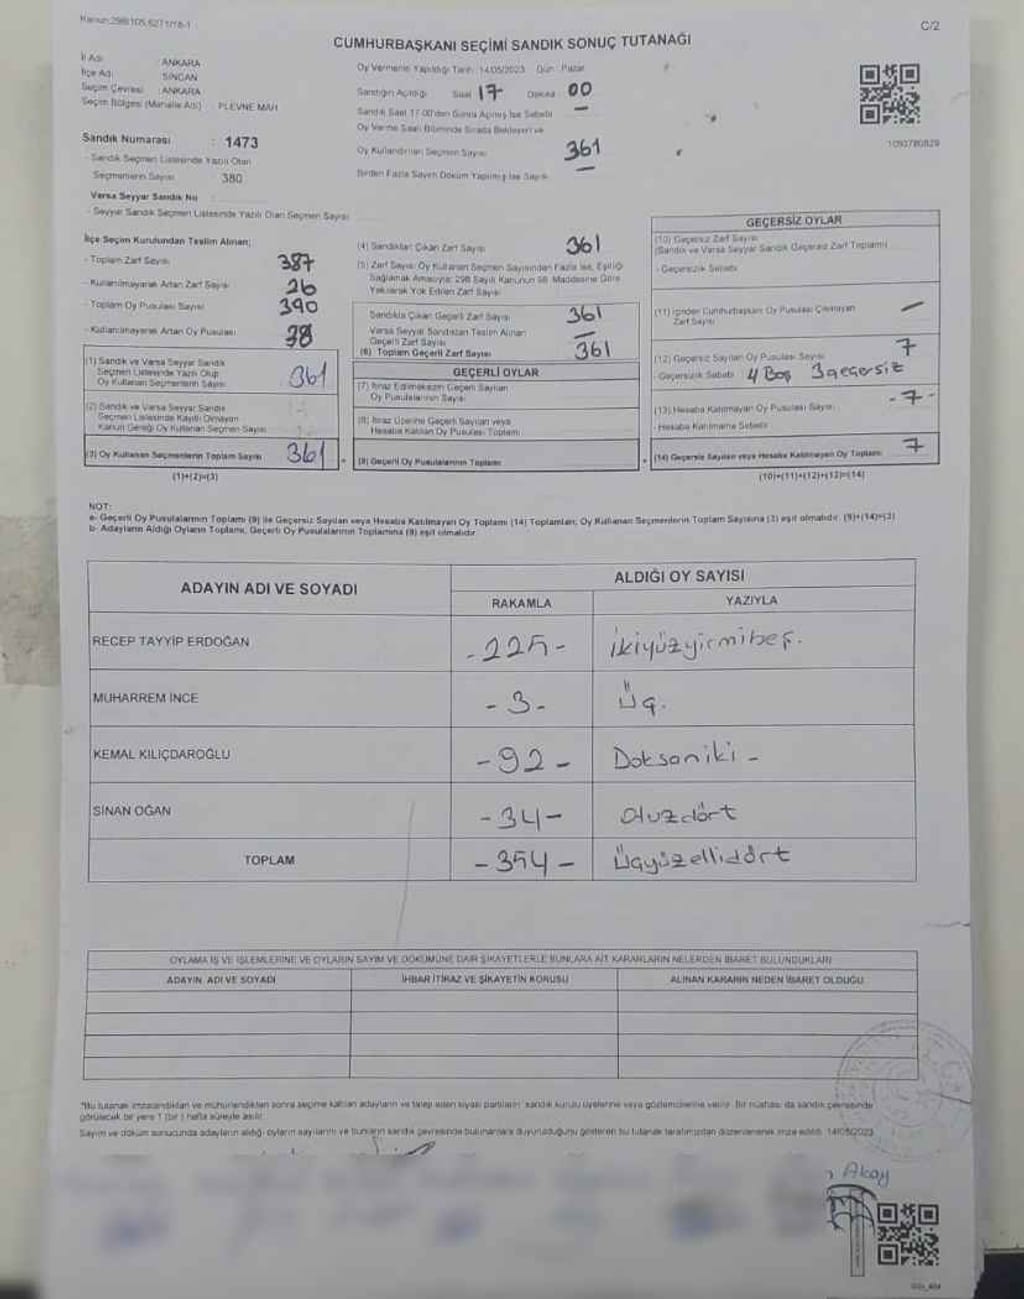 C/2
CUMHURBAŞKANI SEÇİMİ SANDIK SONUÇ TUTANAĞI
İl Adı : ANKARA
İlçe Adı : SİNCAN
Seçim Çevresi : ANKARA
Seçim Bölgesi (Mahalle Adı) : PLEVNE MAH.
Sandık Numarası : 1473
- Sandık Seçmen Listesinde Yazılı Olan
Seçmenlerin Sayısı 380
Varsa Seyyar Sandık No :
- Seyyar Sandık Seçmen Listesinde Yazılı Olan Seçmen Sayısı
Oy Vermenin Yapıldığı Tarih : 14/05/2023 Gün : Pazar
Sandığın Açıldığı Saat 17 Dakika 00
Sandık Saat 17.00'den Sonra Açılmış İse Sebebi —
Oy Verme Saati Bitiminde Sırada Bekleyen ve
Oy Kullandırılan Seçmen Sayısı 361
Birden Fazla Sayım Döküm Yapılmış İse Sayısı —
1093780829
İlçe Seçim Kurulundan Teslim Alınan;
- Toplam Zarf Sayısı 387
- Kullanılmayarak Artan Zarf Sayısı 26
- Toplam Oy Pusulası Sayısı 390
- Kullanılmayarak Artan Oy Pusulası
(1) Sandık ve Varsa Seyyar Sandık
Seçmen Listesinde Yazılı Olup
Oy Kullanan Seçmenlerin Sayısı 361
(2) Sandık ve Varsa Seyyar Sandık
Seçmen Listesinde Kayıtlı Olmayan
Kanun Gereği Oy Kullanan Seçmen Sayısı
(3) Oy Kullanan Seçmenlerin Toplam Sayısı 361
(1)+(2)=(3)
(4) Sandıktan Çıkan Zarf Sayısı 361
(5) Zarf Sayısı Oy Kullanan Seçmen Sayısından Fazla İse, Eşitliği
Sağlamak Amacıyla; 298 Sayılı Kanunun 98. Maddesine Göre
Yakılarak Yok Edilen Zarf Sayısı
Sandıkta Çıkan Geçerli Zarf Sayısı 361
Varsa Seyyar Sandıktan Teslim Alınan
Geçerli Zarf Sayısı —
(6) Toplam Geçerli Zarf Sayısı 361
GEÇERLİ OYLAR
(7) İtiraz Edilmeksizin Geçerli Sayılan
Oy Pusulalarının Sayısı
(8) İtiraz Üzerine Geçerli Sayılan veya
Hesaba Katılan Oy Pusulası Toplamı
(9) Geçerli Oy Pusulalarının Toplamı
GEÇERSİZ OYLAR
(10) Geçersiz Zarf Sayısı
(Sandık ve Varsa Seyyar Sandık Geçersiz Zarf Toplamı)
- Geçersizlik Sebebi
(11) İçinden Cumhurbaşkanı Oy Pusulası Çıkmayan
Zarf Sayısı —
(12) Geçersiz Sayılan Oy Pusulası Sayısı 7
- Geçersizlik Sebebi 4 Boş 3 geçersiz
(13) Hesaba Katılmayan Oy Pusulası Sayısı -7-
- Hesaba Katılmama Sebebi
(14) Geçersiz Sayılan veya Hesaba Katılmayan Oy Toplamı 7
(10)+(11)+(12)+(13)=(14)
NOT:
a- Geçerli Oy Pusulalarının Toplamı (9) ile Geçersiz Sayılan veya Hesaba Katılmayan Oy Toplamı (14) Toplamları; Oy Kullanan Seçmenlerin Toplam Sayısına (3) eşit olmalıdır. (9)+(14)=(3)
b- Adayların Aldığı Oyların Toplamı, Geçerli Oy Pusulalarının Toplamına (9) eşit olmalıdır
ADAYIN ADI VE SOYADI ALDIĞI OY SAYISI
RAKAMLA YAZIYLA
RECEP TAYYİP ERDOĞAN -225- ikiyüzyirmibeş.
MUHARREM İNCE -3- Üç.
KEMAL KILIÇDAROĞLU -92- Doksaniki -
SİNAN OĞAN -34- otuzdört
TOPLAM -354- Üçyüzellidört
OYLAMA İŞ VE İŞLEMLERİNE VE OYLARIN SAYIM VE DÖKÜMÜNE DAİR ŞİKAYETLERLE BUNLARA AİT KARARLARIN NELERDEN İBARET BULUNDUKLARI
ADAYIN ADI VE SOYADI İHBAR İTİRAZ VE ŞİKAYETİN KONUSU ALINAN KARARIN NEDEN İBARET OLDUĞU
*Bu tutanak imzalandıktan ve mühürlendikten sonra seçime katılan adayların ve talep eden siyasi partilerin sandık kurulu üyelerine veya gözlemcilerine verilir. Bir nüshası da sandık çevresinde
görülecek bir yere 1 (bir) hafta süreyle asılır.
Sayım ve döküm sonucunda adayların aldığı oyların sayılarını ve bunların sandık çevresinde bulunanlara duyurulduğunu gösteren bu tutanak tarafımızdan düzenlenerek imza edildi. 14/05/2023
Akay